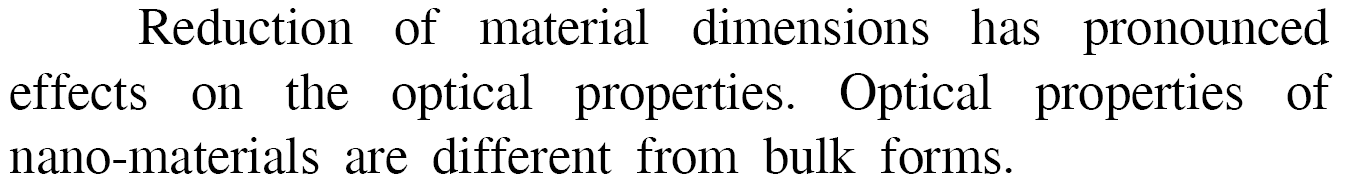 Reduction of material dimensions has pronounced
effects on the optical properties. Optical properties of
nano-materials are different from bulk forms.